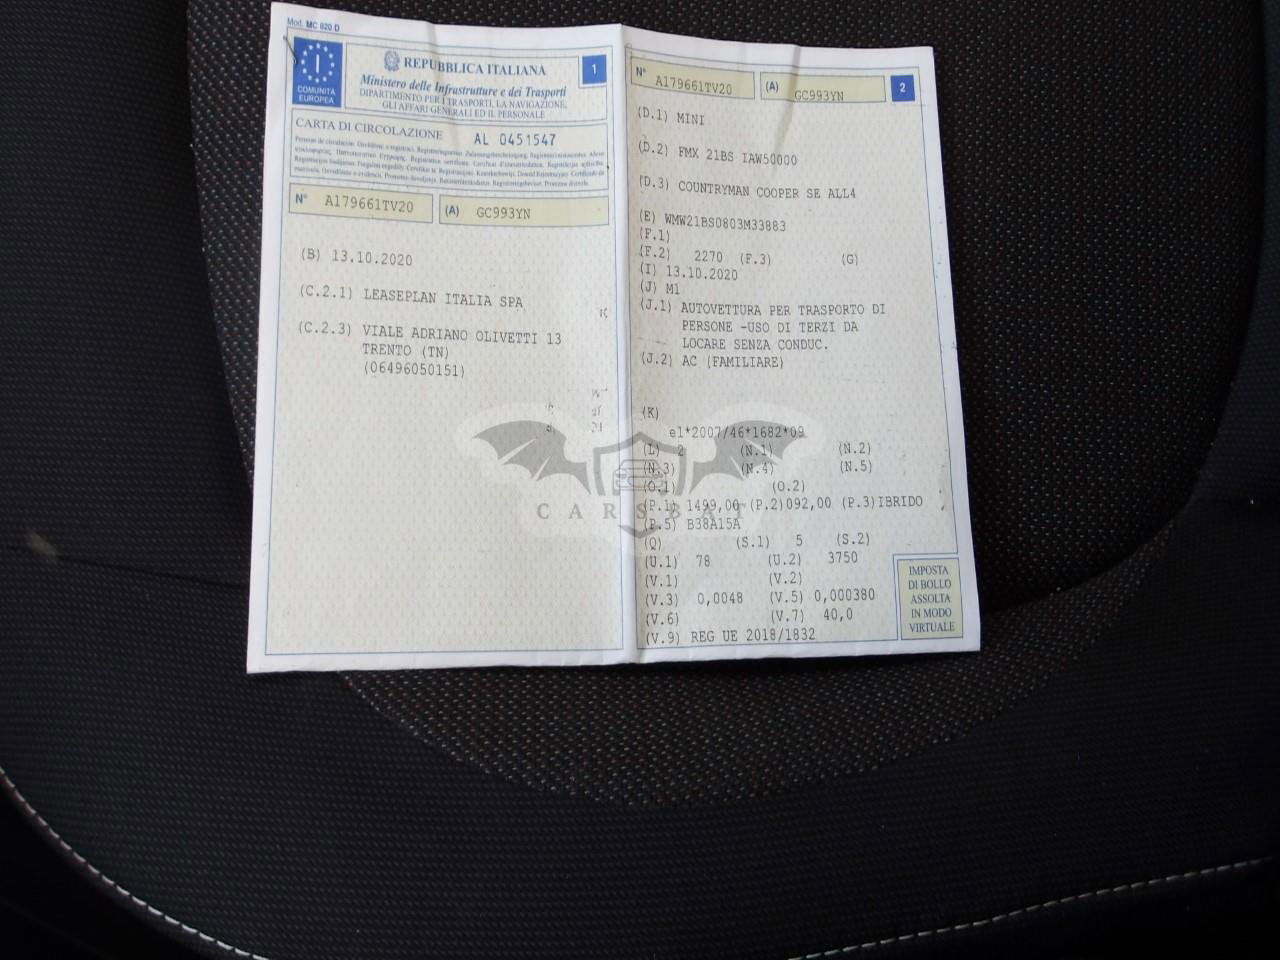 Mod. MC 820 D
I
COMUNITÀ
EUROPEA
REPUBBLICA ITALIANA
Ministero delle Infrastrutture e dei Trasporti
DIPARTIMENTO PER I TRASPORTI, LA NAVIGAZIONE,
GLI AFFARI GENERALI ED IL PERSONALE
1
CARTA DI CIRCOLAZIONE AL 0451547
N° A179661TV20 (A) GC993YN
(B) 13.10.2020
(C.2.1) LEASEPLAN ITALIA SPA
(C.2.3) VIALE ADRIANO OLIVETTI 13
TRENTO (TN)
(06496050151)
N° A179661TV20 (A) GC993YN 2
(D.1) MINI
(D.2) FMX 21BS IAW50000
(D.3) COUNTRYMAN COOPER SE ALL4
(E) WMW21BS0803M33883
(F.1)
(F.2) 2270 (F.3) (G)
(I) 13.10.2020
(J) M1
(J.1) AUTOVETTURA PER TRASPORTO DI
PERSONE -USO DI TERZI DA
LOCARE SENZA CONDUC.
(J.2) AC (FAMILIARE)
(K)
e1*2007/46*1682*09
(L) 2 (N.1) (N.2)
(N.3) (N.4) (N.5)
(O.1) (O.2)
(P.1) 1499,00 (P.2)092,00 (P.3)IBRIDO
(P.5) B38A15A
(Q) (S.1) 5 (S.2)
(U.1) 78 (U.2) 3750
(V.1) (V.2)
(V.3) 0,0048 (V.5) 0,000380
(V.6) (V.7) 40,0
(V.9) REG UE 2018/1832
IMPOSTA
DI BOLLO
ASSOLTA
IN MODO
VIRTUALE
CARSBAT